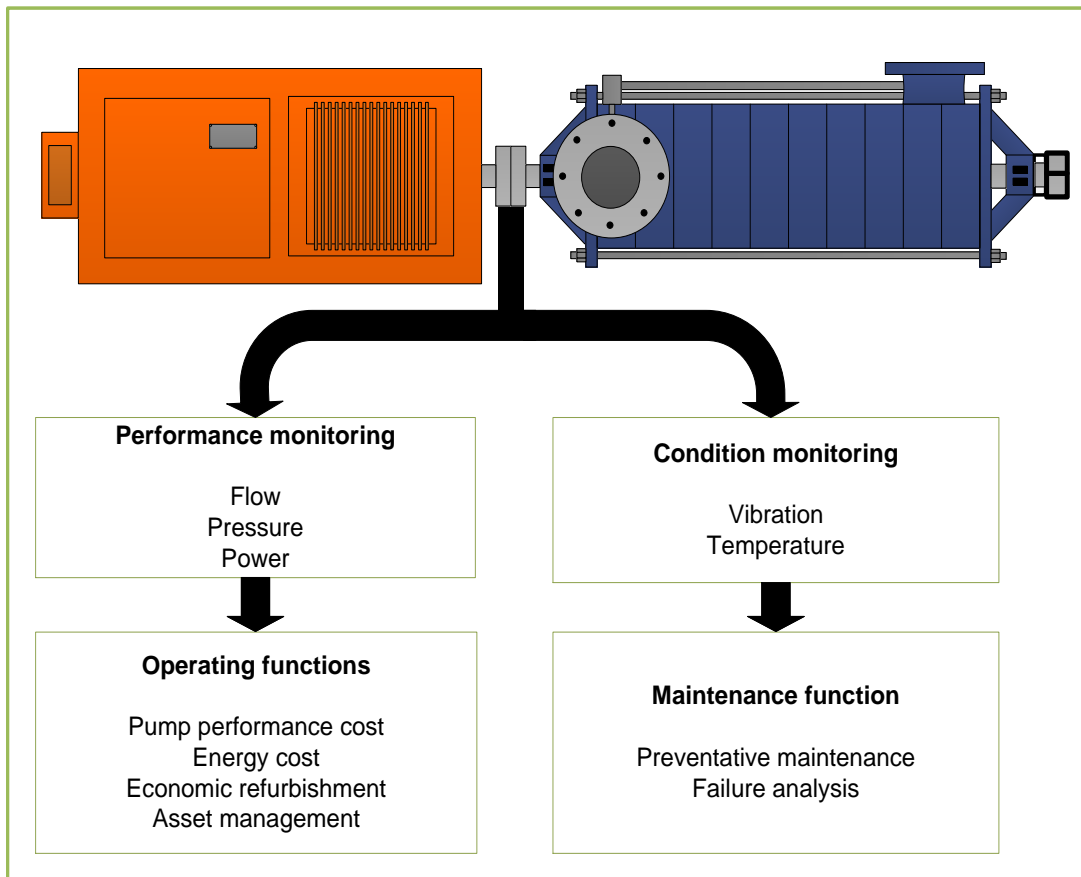 Performance monitoring
Flow
Pressure
Power
Condition monitoring
Vibration
Temperature
Operating functions
Pump performance cost
Energy cost
Economic refurbishment
Asset management
Maintenance function
Preventative maintenance
Failure analysis